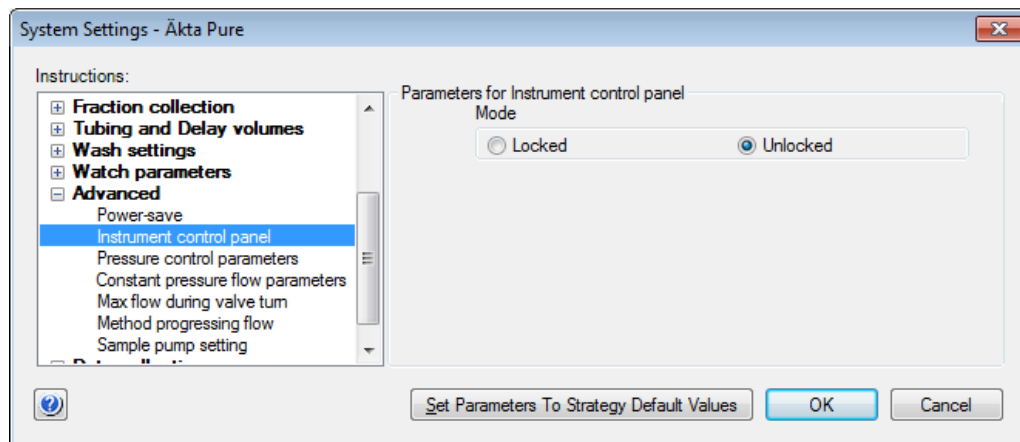 System Settings - Äkta Pure
Instructions:
Fraction collection
Tubing and Delay volumes
Wash settings
Watch parameters
Advanced
Power-save
Instrument control panel
Pressure control parameters
Constant pressure flow parameters
Max flow during valve turn
Method progressing flow
Sample pump setting
Parameters for Instrument control panel
Mode
Locked Unlocked
Set Parameters To Strategy Default Values OK Cancel